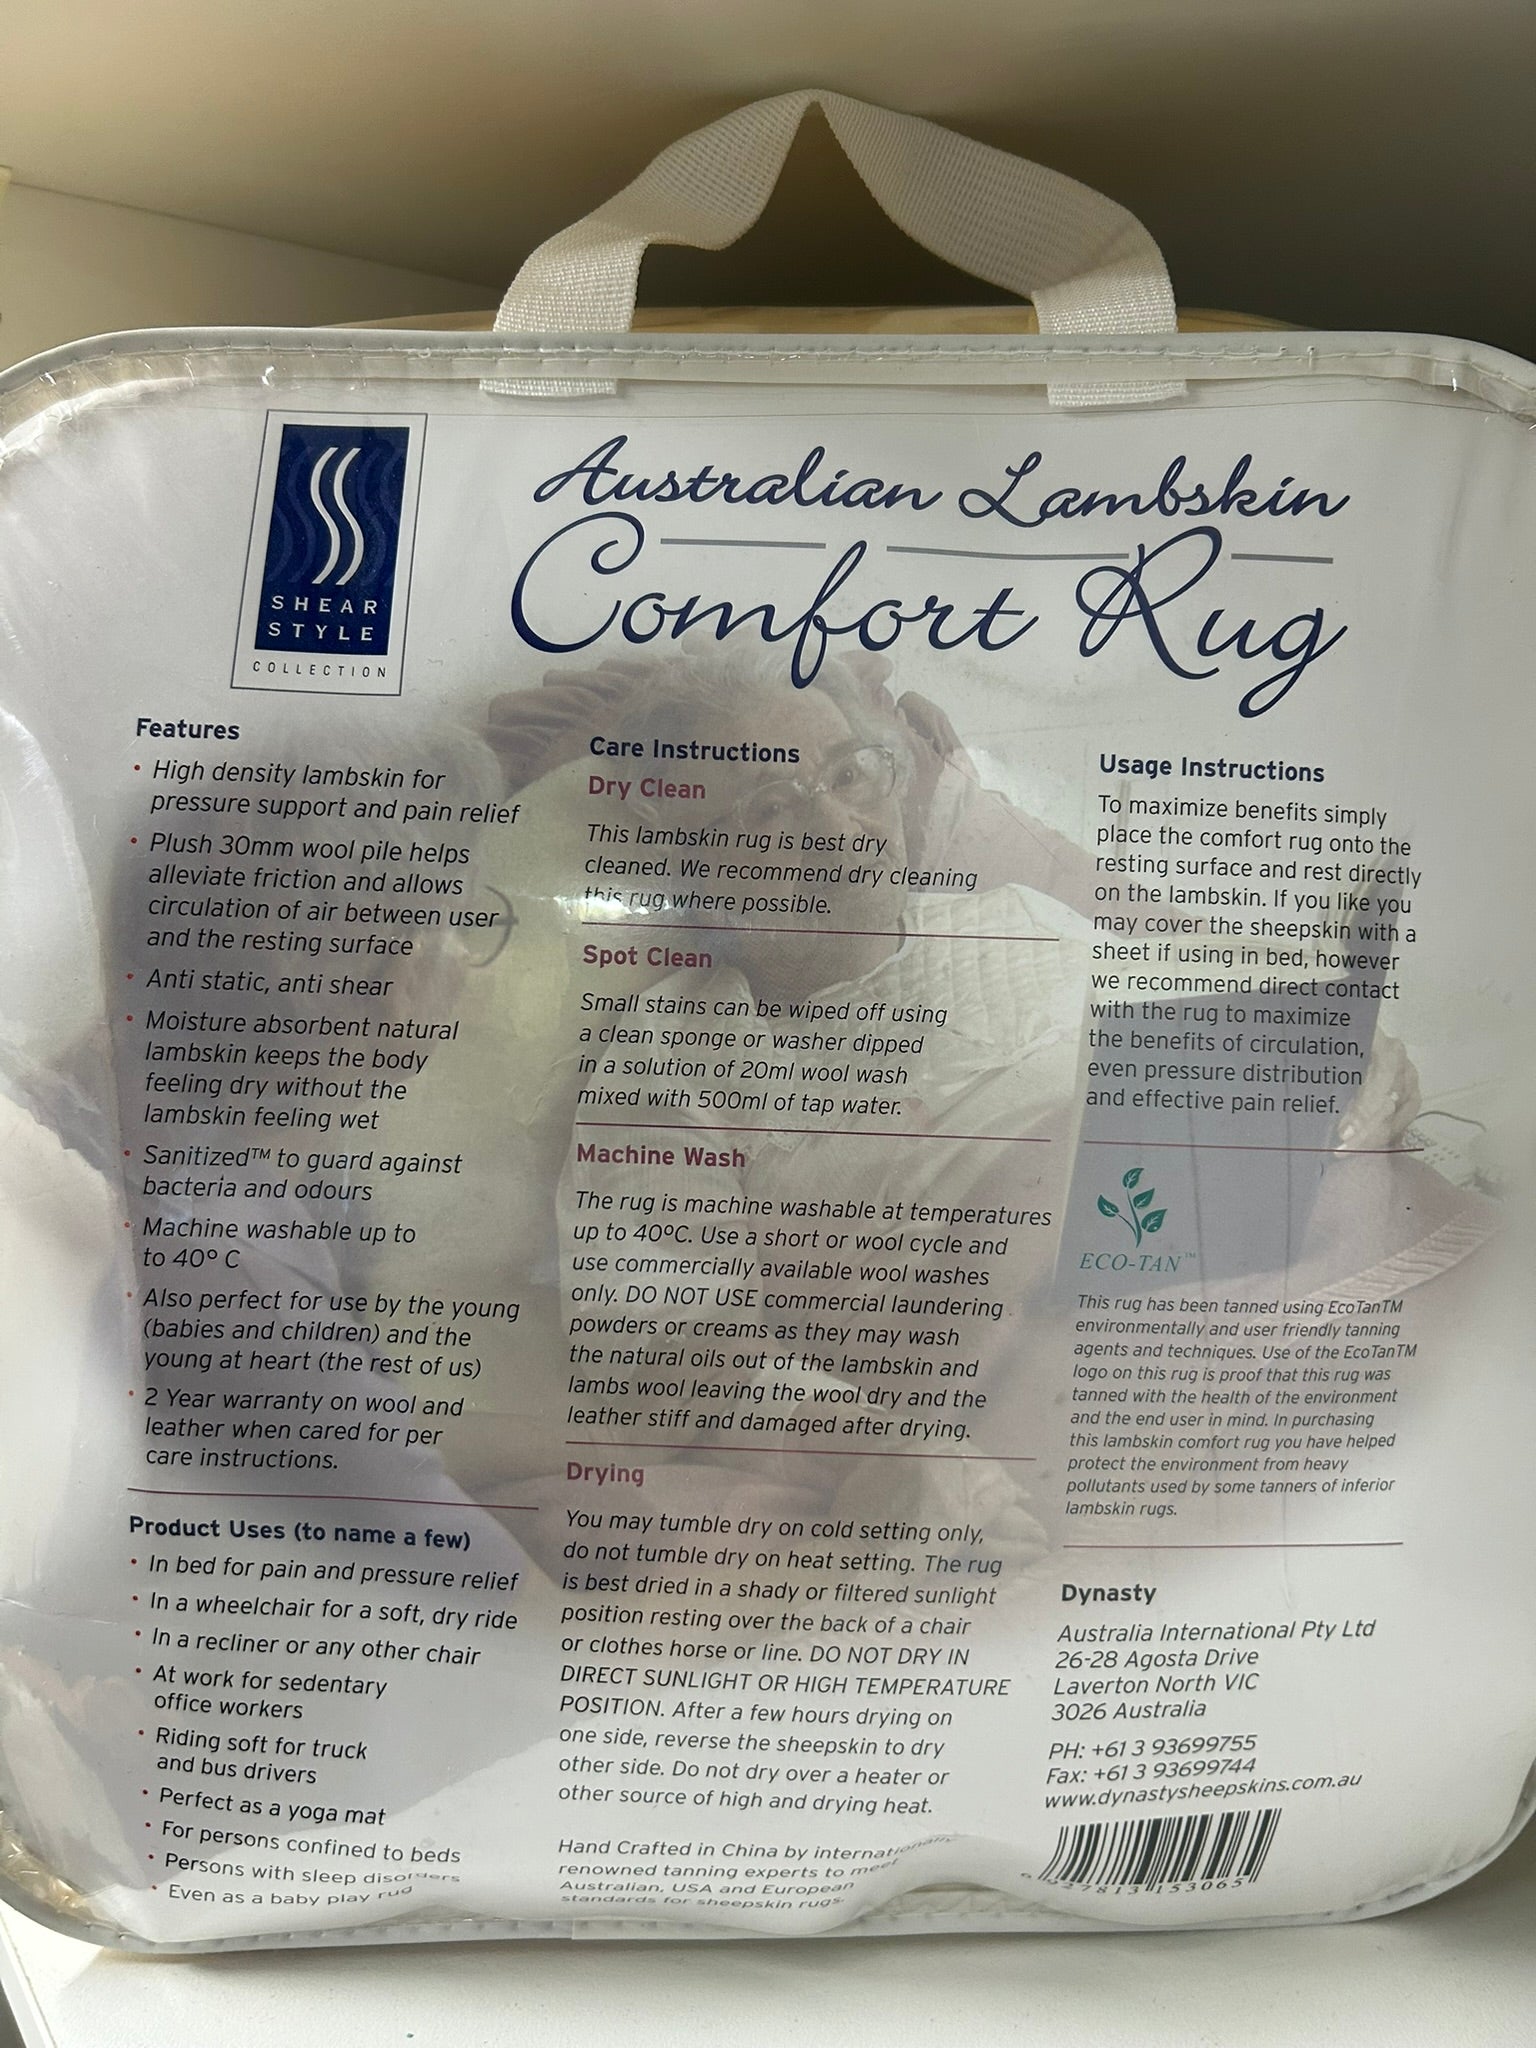 SHEAR
STYLE
COLLECTION
Australian Lambskin
Comfort Rug
Features
• High density lambskin for
pressure support and pain relief
• Plush 30mm wool pile helps
alleviate friction and allows
circulation of air between user
and the resting surface
• Anti static, anti shear
• Moisture absorbent natural
lambskin keeps the body
feeling dry without the
lambskin feeling wet
• Sanitized™ to guard against
bacteria and odours
• Machine washable up to
to 40° C
• Also perfect for use by the young
(babies and children) and the
young at heart (the rest of us)
• 2 Year warranty on wool and
leather when cared for per
care instructions.
Product Uses (to name a few)
• In bed for pain and pressure relief
• In a wheelchair for a soft, dry ride
• In a recliner or any other chair
• At work for sedentary
office workers
• Riding soft for truck
and bus drivers
• Perfect as a yoga mat
• For persons confined to beds
• Persons with sleep disorders
• Even as a baby play rug
Care Instructions
Dry Clean
This lambskin rug is best dry
cleaned. We recommend dry cleaning
this rug where possible.
Spot Clean
Small stains can be wiped off using
a clean sponge or washer dipped
in a solution of 20ml wool wash
mixed with 500ml of tap water.
Machine Wash
The rug is machine washable at temperatures
up to 40°C. Use a short or wool cycle and
use commercially available wool washes
only. DO NOT USE commercial laundering
powders or creams as they may wash
the natural oils out of the lambskin and
lambs wool leaving the wool dry and the
leather stiff and damaged after drying.
Drying
You may tumble dry on cold setting only,
do not tumble dry on heat setting. The rug
is best dried in a shady or filtered sunlight
position resting over the back of a chair
or clothes horse or line. DO NOT DRY IN
DIRECT SUNLIGHT OR HIGH TEMPERATURE
POSITION. After a few hours drying on
one side, reverse the sheepskin to dry
other side. Do not dry over a heater or
other source of high and drying heat.
Hand Crafted in China by internationally
renowned tanning experts to meet
Australian, USA and European
standards for sheepskin rugs.
Usage Instructions
To maximize benefits simply
place the comfort rug onto the
resting surface and rest directly
on the lambskin. If you like you
may cover the sheepskin with a
sheet if using in bed, however
we recommend direct contact
with the rug to maximize
the benefits of circulation,
even pressure distribution
and effective pain relief.
ECO-TAN™
This rug has been tanned using EcoTanTM
environmentally and user friendly tanning
agents and techniques. Use of the EcoTanTM
logo on this rug is proof that this rug was
tanned with the health of the environment
and the end user in mind. In purchasing
this lambskin comfort rug you have helped
protect the environment from heavy
pollutants used by some tanners of inferior
lambskin rugs.
Dynasty
Australia International Pty Ltd
26-28 Agosta Drive
Laverton North VIC
3026 Australia
PH: +61 3 93699755
Fax: +61 3 93699744
www.dynastysheepskins.com.au
153065